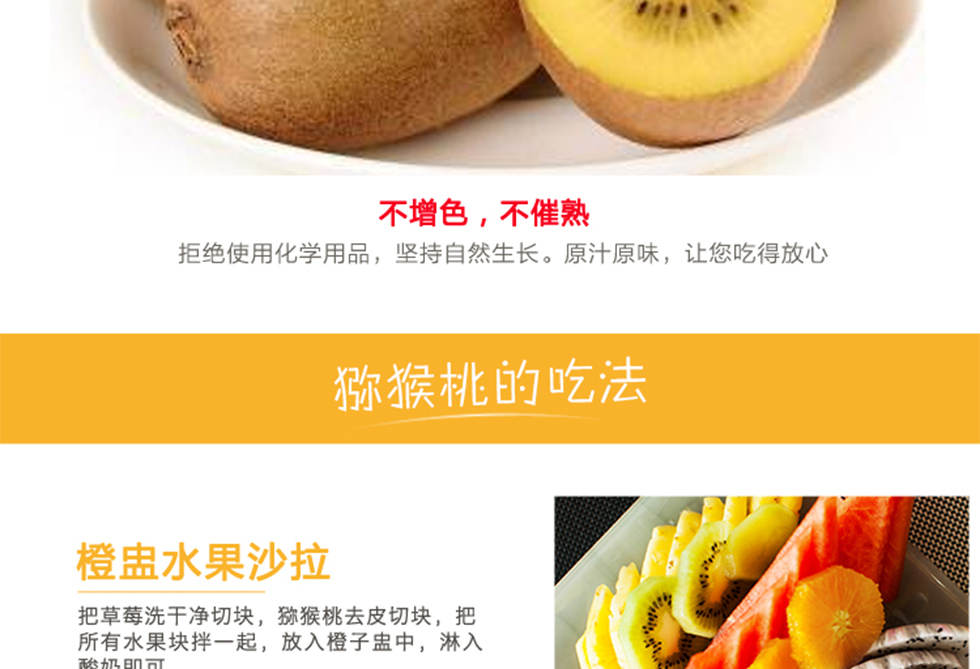 不增色，不催熟
拒绝使用化学用品，坚持自然生长。原汁原味，让您吃得放心
猕猴桃的吃法
橙盅水果沙拉
把草莓洗干净切块，猕猴桃去皮切块，把
所有水果块拌一起，放入橙子盅中，淋入
酸奶即可